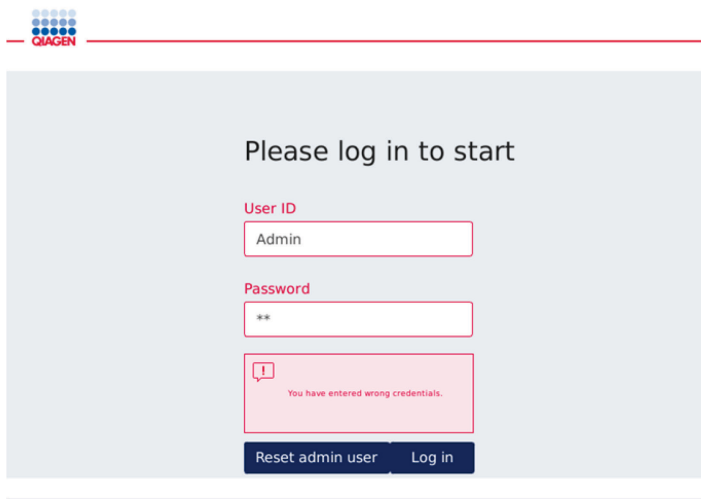 QIAGEN
Please log in to start
User ID
Admin
Password
**
!
You have entered wrong credentials.
Reset admin user
Log in